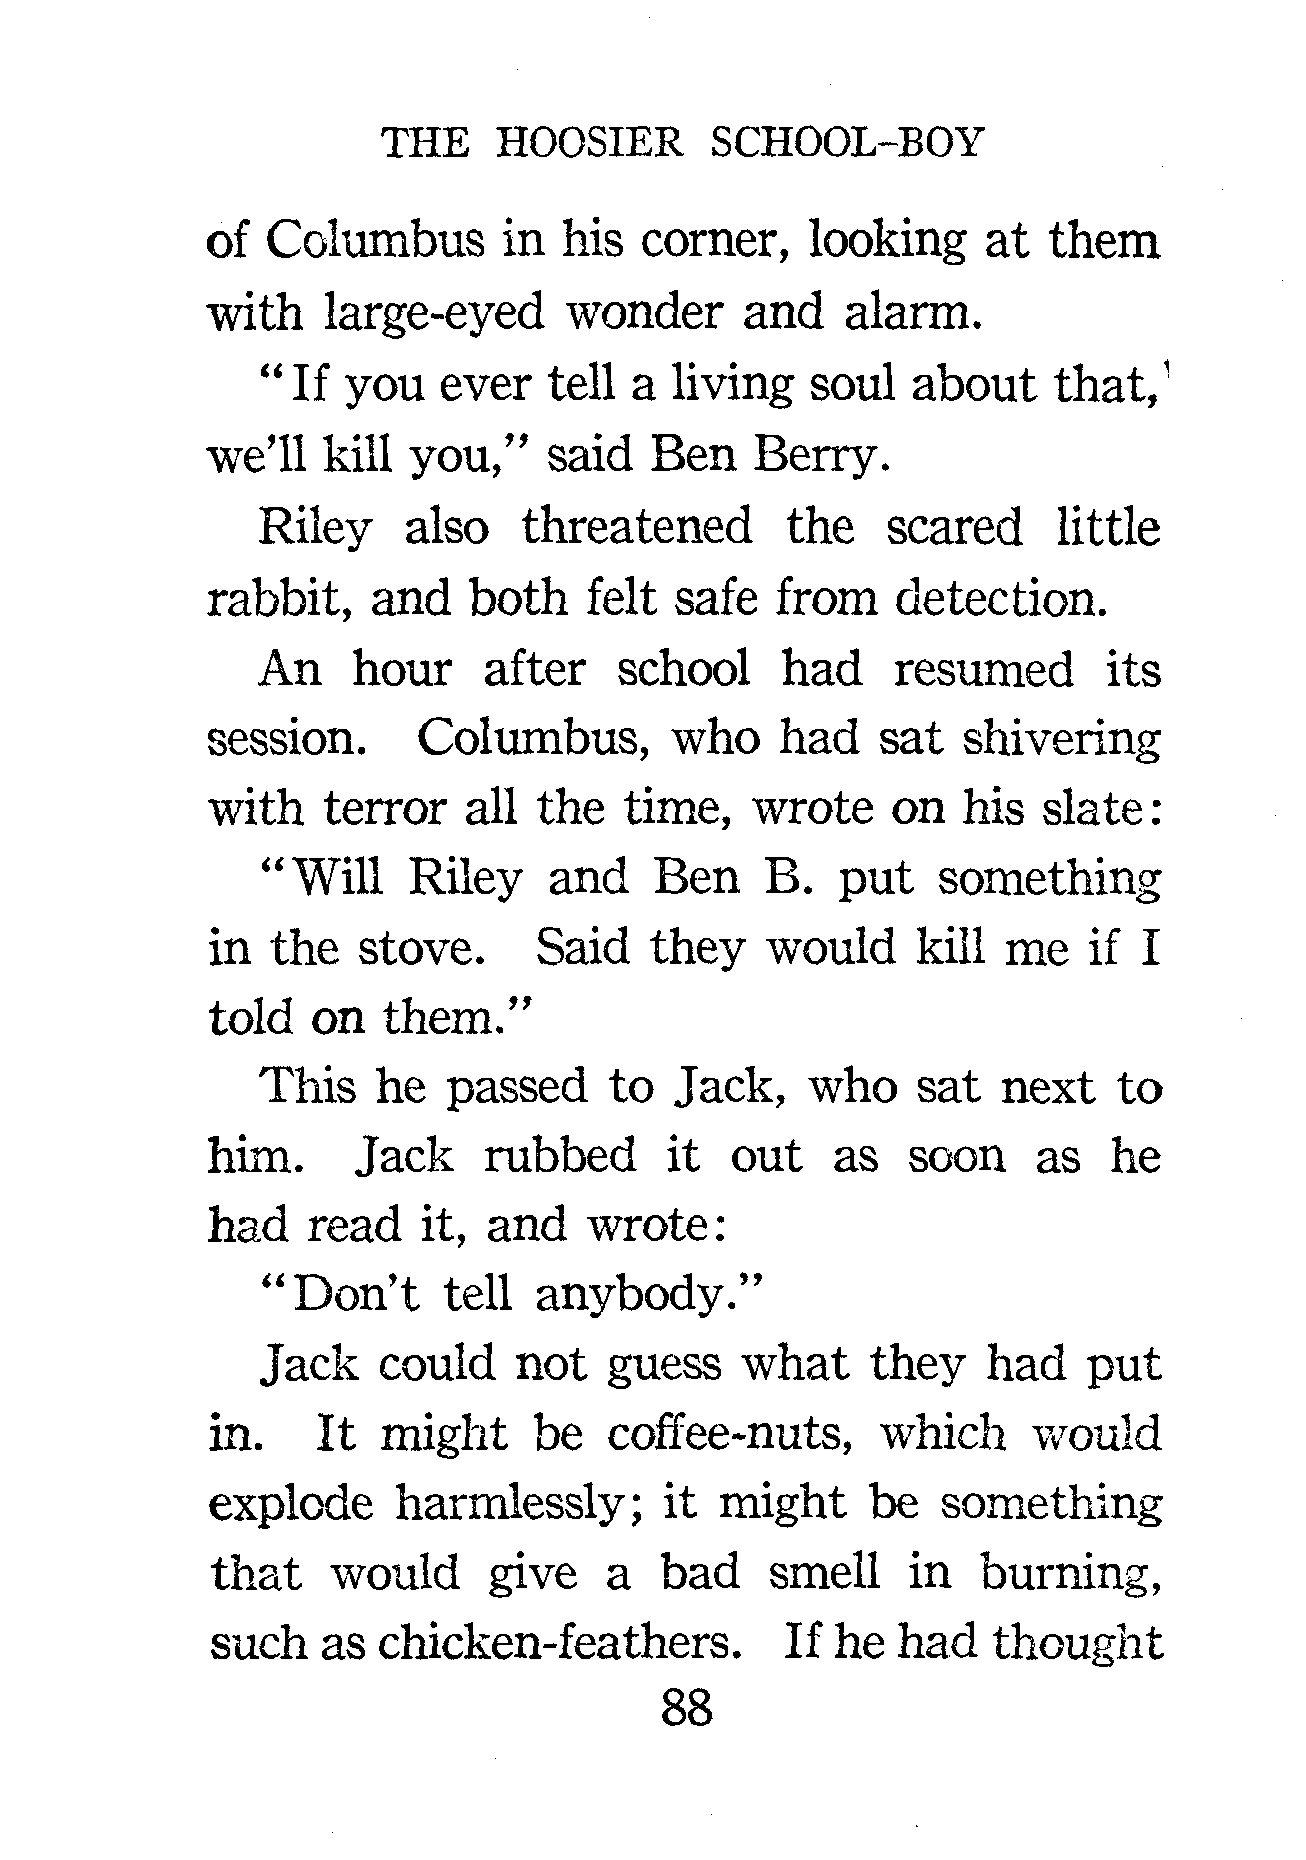 THE HOOSIER SCHOOL-BOY
of Columbus in his corner, looking at them
with large-eyed wonder and alarm.
"If you ever tell a living soul about that,'
we'll kill you," said Ben Berry.
Riley also threatened the scared little
rabbit, and both felt safe from detection.
An hour after school had resumed its
session. Columbus, who had sat shivering
with terror all the time, wrote on his slate:
"Will Riley and Ben B. put something
in the stove. Said they would kill me if I
told on them."
This he passed to Jack, who sat next to
him. Jack rubbed it out as soon as he
had read it, and wrote:
"Don't tell anybody."
Jack could not guess what they had put
in. It might be coffee-nuts, which would
explode harmlessly; it might be something
that would give a bad smell in burning,
such as chicken-feathers. If he had thought
88